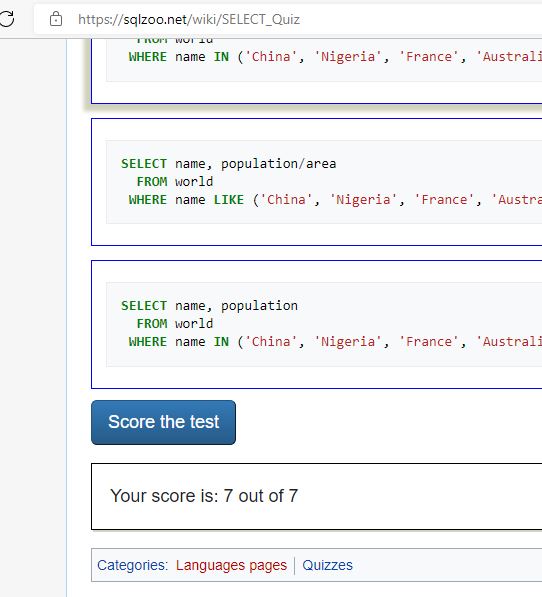 https://sqlzoo.net/wiki/SELECT_Quiz
FROM world
WHERE name IN ('China', 'Nigeria', 'France', 'Australi
SELECT name, population/area
FROM world
WHERE name LIKE ('China', 'Nigeria', 'France', 'Austra
SELECT name, population
FROM world
WHERE name IN ('China', 'Nigeria', 'France', 'Australi
Score the test
Your score is: 7 out of 7
Categories: Languages pages | Quizzes